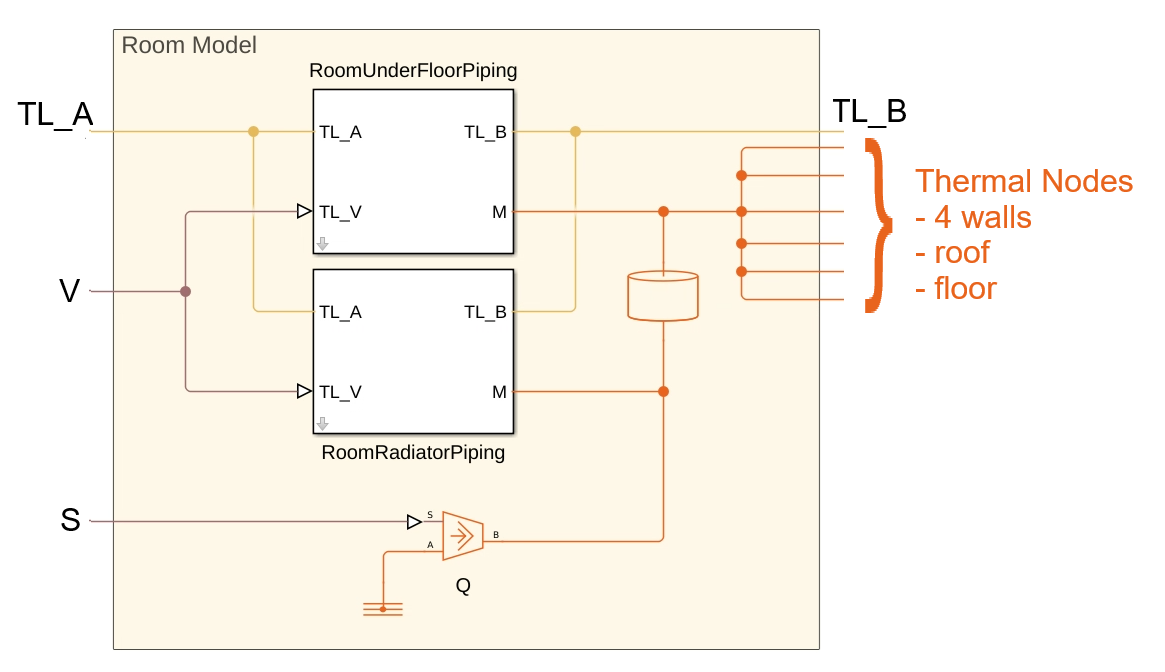 Room Model
RoomUnderFloorPiping
TL_A
TL_A
TL_B
TL_B
TL_V
M
Thermal Nodes
- 4 walls
- roof
- floor
V
TL_A
TL_B
TL_V
M
RoomRadiatorPiping
S
S
A
B
Q